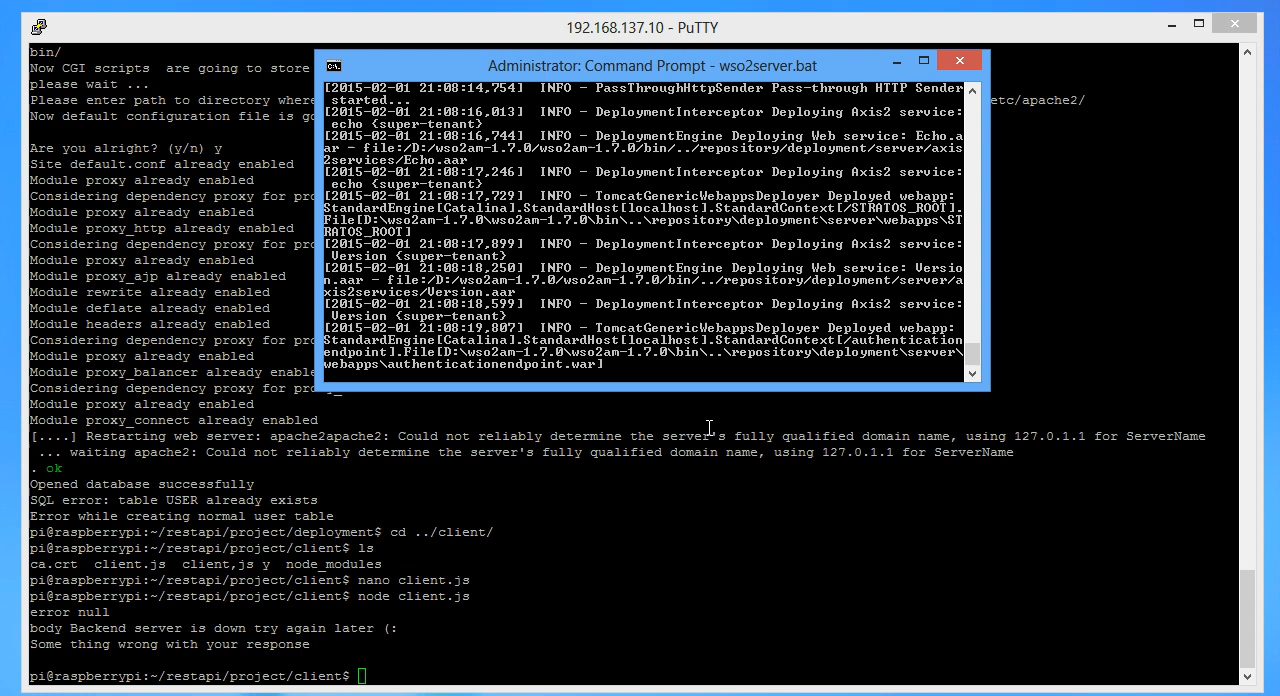 192.168.137.10 - PuTTY
bin/
Now CGI scripts  are going to store
please wait ...
Please enter path to directory where
etc/apache2/
Now default configuration file is go
Are you alright? (y/n) y
Site default.conf already enabled
Module proxy already enabled
Considering dependency proxy for pro
Module proxy already enabled
Module proxy_http already enabled
Considering dependency proxy for pro
Module proxy already enabled
Module proxy_ajp already enabled
Module rewrite already enabled
Module deflate already enabled
Module headers already enabled
Considering dependency proxy for pro
Module proxy already enabled
Module proxy_balancer already enable
Considering dependency proxy for proxy_
Module proxy already enabled
Module proxy_connect already enabled
[....] Restarting web server: apache2apache2: Could not reliably determine the server's fully qualified domain name, using 127.0.1.1 for ServerName
 ... waiting apache2: Could not reliably determine the server's fully qualified domain name, using 127.0.1.1 for ServerName
. ok
Opened database successfully
SQL error: table USER already exists
Error while creating normal user table
pi@raspberrypi:~/restapi/project/deployment$ cd ../client/
pi@raspberrypi:~/restapi/project/client$ ls
ca.crt  client.js  client,js y  node_modules
pi@raspberrypi:~/restapi/project/client$ nano client.js
pi@raspberrypi:~/restapi/project/client$ node client.js
error null
body Backend server is down try again later (:
Some thing wrong with your response
pi@raspberrypi:~/restapi/project/client$
Administrator: Command Prompt - wso2server.bat
[2015-02-01 21:08:14,754]  INFO - PassThroughHttpSender Pass-through HTTP Sender
 started...
[2015-02-01 21:08:16,013]  INFO - DeploymentInterceptor Deploying Axis2 service:
 echo {super-tenant}
[2015-02-01 21:08:16,744]  INFO - DeploymentEngine Deploying Web service: Echo.a
ar - file:/D:/wso2am-1.7.0/wso2am-1.7.0/bin/../repository/deployment/server/axis
2services/Echo.aar
[2015-02-01 21:08:17,246]  INFO - DeploymentInterceptor Deploying Axis2 service:
 echo {super-tenant}
[2015-02-01 21:08:17,729]  INFO - TomcatGenericWebappsDeployer Deployed webapp:
StandardEngine[Catalina].StandardHost[localhost].StandardContext[/STRATOS_ROOT].
File[D:\wso2am-1.7.0\wso2am-1.7.0\bin\..\repository\deployment\server\webapps\ST
RATOS_ROOT]
[2015-02-01 21:08:17,899]  INFO - DeploymentInterceptor Deploying Axis2 service:
 Version {super-tenant}
[2015-02-01 21:08:18,250]  INFO - DeploymentEngine Deploying Web service: Versio
n.aar - file:/D:/wso2am-1.7.0/wso2am-1.7.0/bin/../repository/deployment/server/a
xis2services/Version.aar
[2015-02-01 21:08:18,599]  INFO - DeploymentInterceptor Deploying Axis2 service:
 Version {super-tenant}
[2015-02-01 21:08:19,807]  INFO - TomcatGenericWebappsDeployer Deployed webapp:
StandardEngine[Catalina].StandardHost[localhost].StandardContext[/authentication
endpoint].File[D:\wso2am-1.7.0\wso2am-1.7.0\bin\..\repository\deployment\server\
webapps\authenticationendpoint.war]